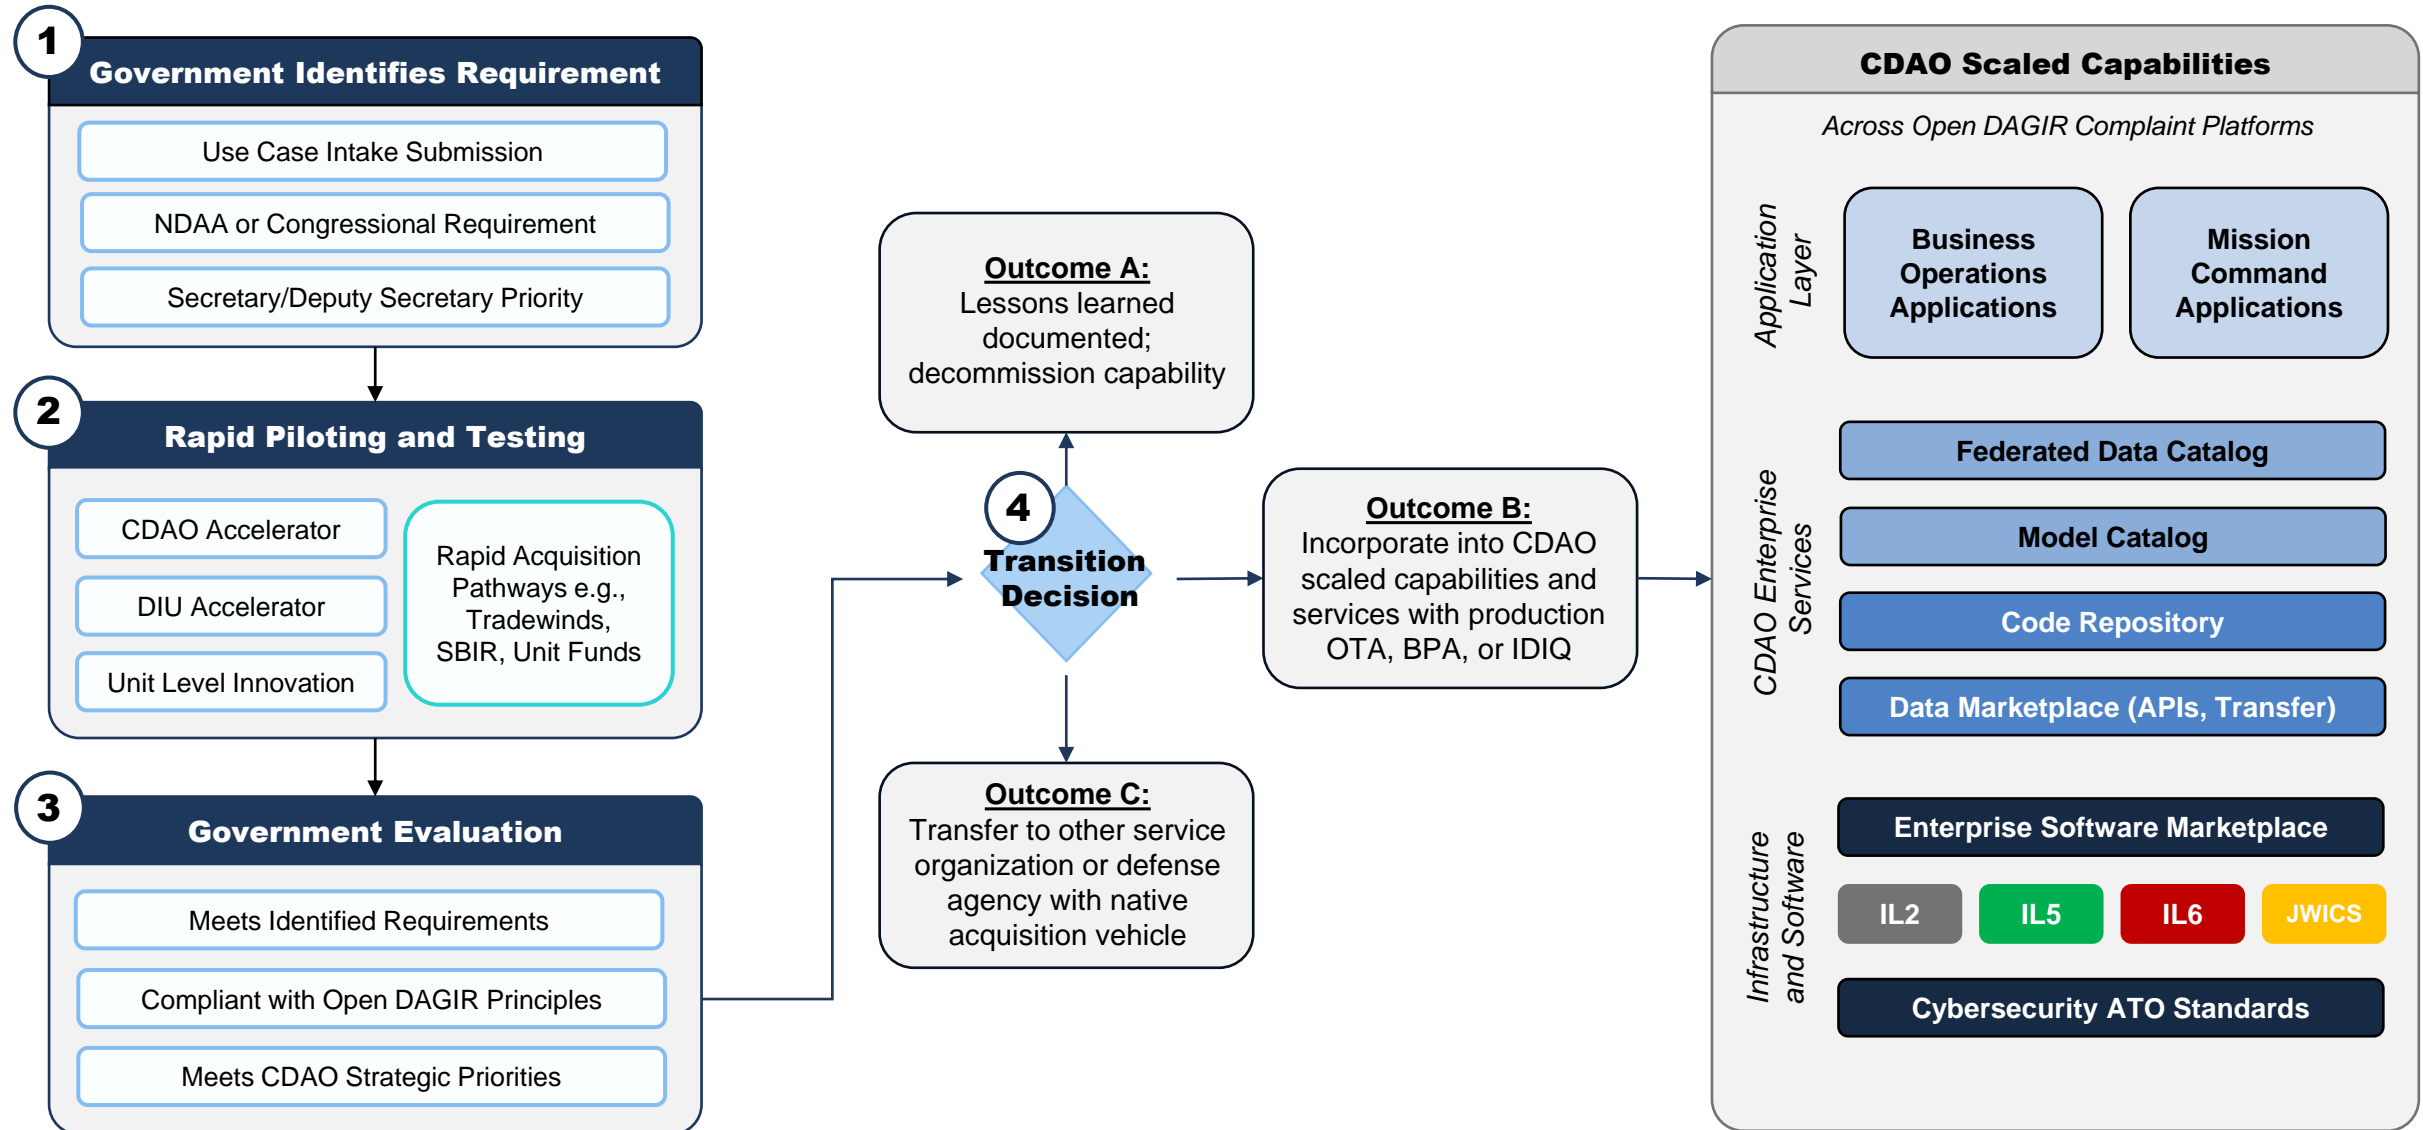 1
Government Identifies Requirement
Use Case Intake Submission
NDAA or Congressional Requirement
Secretary/Deputy Secretary Priority
2
Rapid Piloting and Testing
CDAO Accelerator
DIU Accelerator
Unit Level Innovation
Rapid Acquisition
Pathways e.g.,
Tradewinds,
SBIR, Unit Funds
3
Government Evaluation
Meets Identified Requirements
Compliant with Open DAGIR Principles
Meets CDAO Strategic Priorities
4
Transition
Decision
Outcome A:
Lessons learned
documented;
decommission capability
Outcome B:
Incorporate into CDAO
scaled capabilities and
services with production
OTA, BPA, or IDIQ
Outcome C:
Transfer to other service
organization or defense
agency with native
acquisition vehicle
CDAO Scaled Capabilities
Across Open DAGIR Complaint Platforms
Application
Layer
Business
Operations
Applications
Mission
Command
Applications
CDAO Enterprise
Services
Federated Data Catalog
Model Catalog
Code Repository
Data Marketplace (APIs, Transfer)
Infrastructure
and Software
Enterprise Software Marketplace
IL2
IL5
IL6
JWICS
Cybersecurity ATO Standards